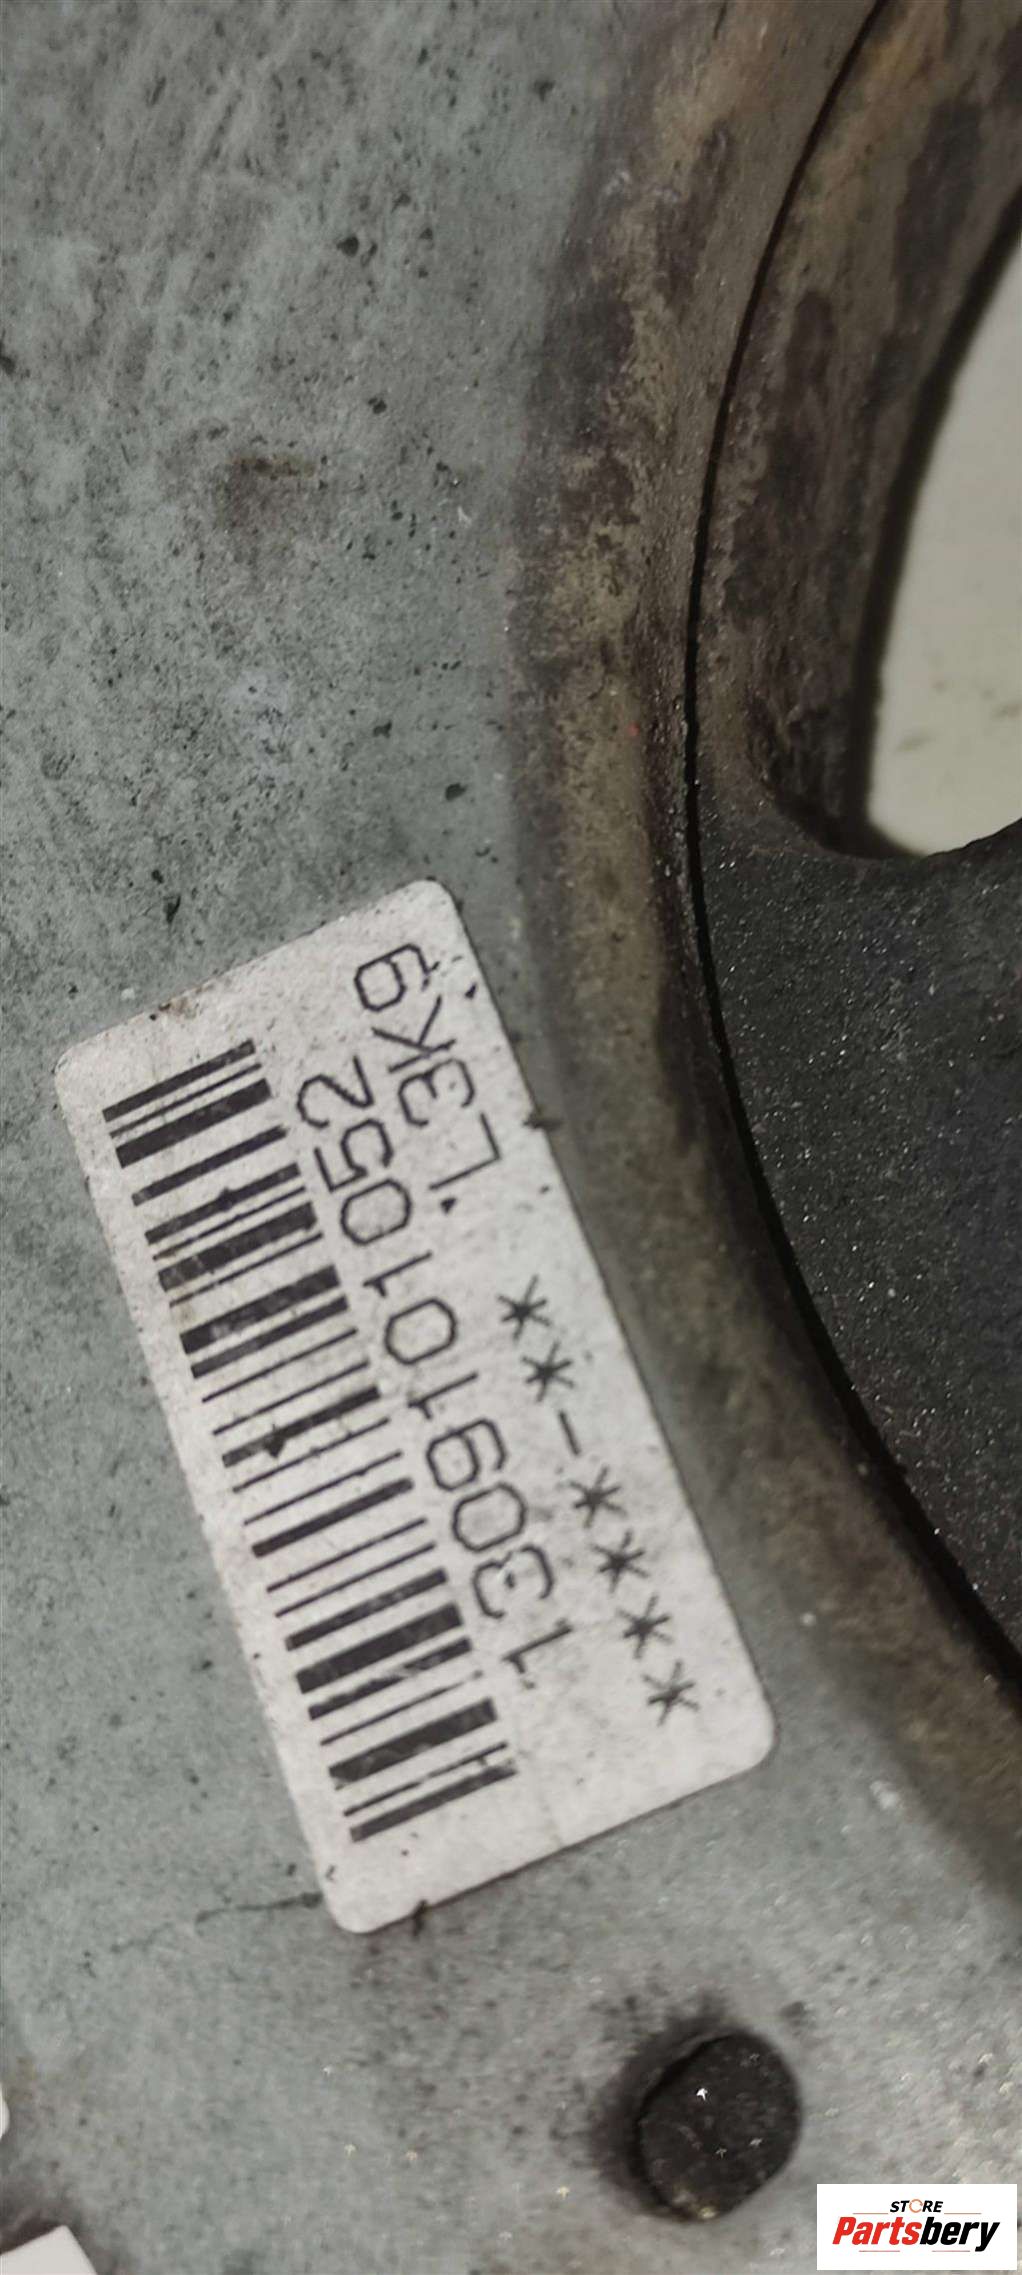 1309101052
****-** 'L3K9
STORE
Partsbery